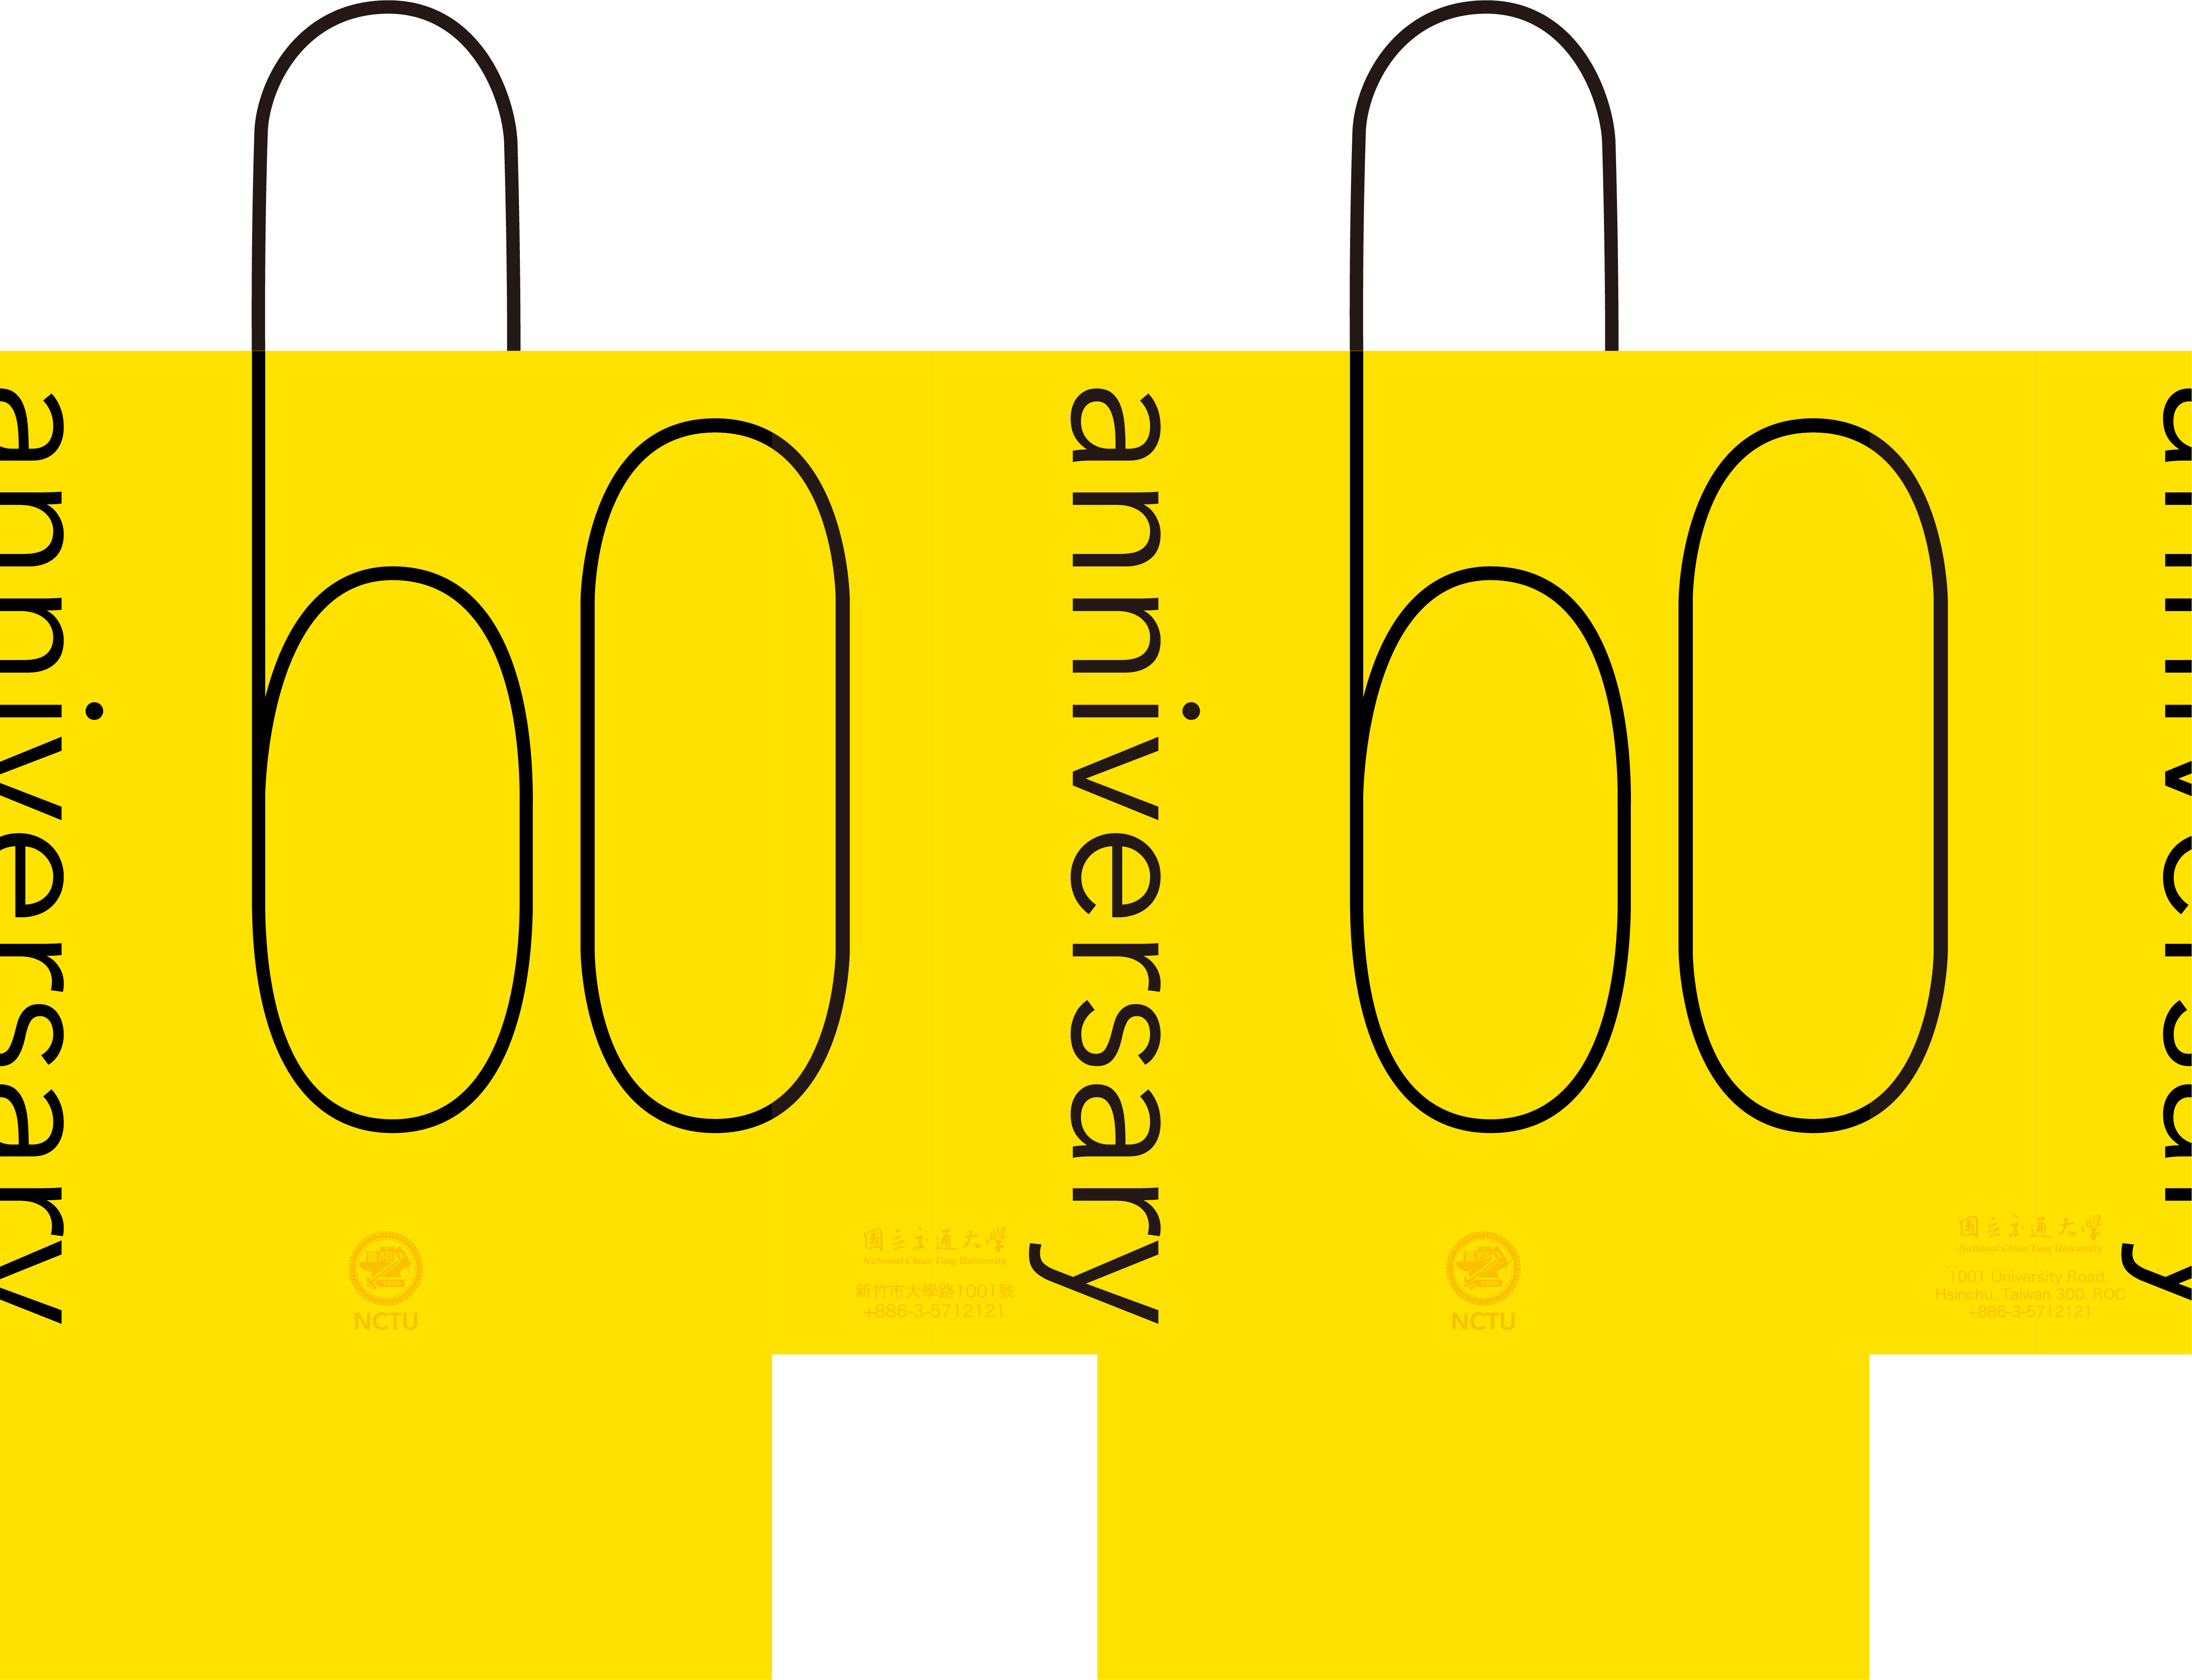 anniversary
60
NCTU
國立交通大學
National Chiao Tung University
新竹市大學路1001號
+886-3-5712121
anniversary
60
NCTU
國立交通大學
National Chiao Tung University
1001 University Road,
Hsinchu, Taiwan 300, ROC
+886-3-5712121
anniversary